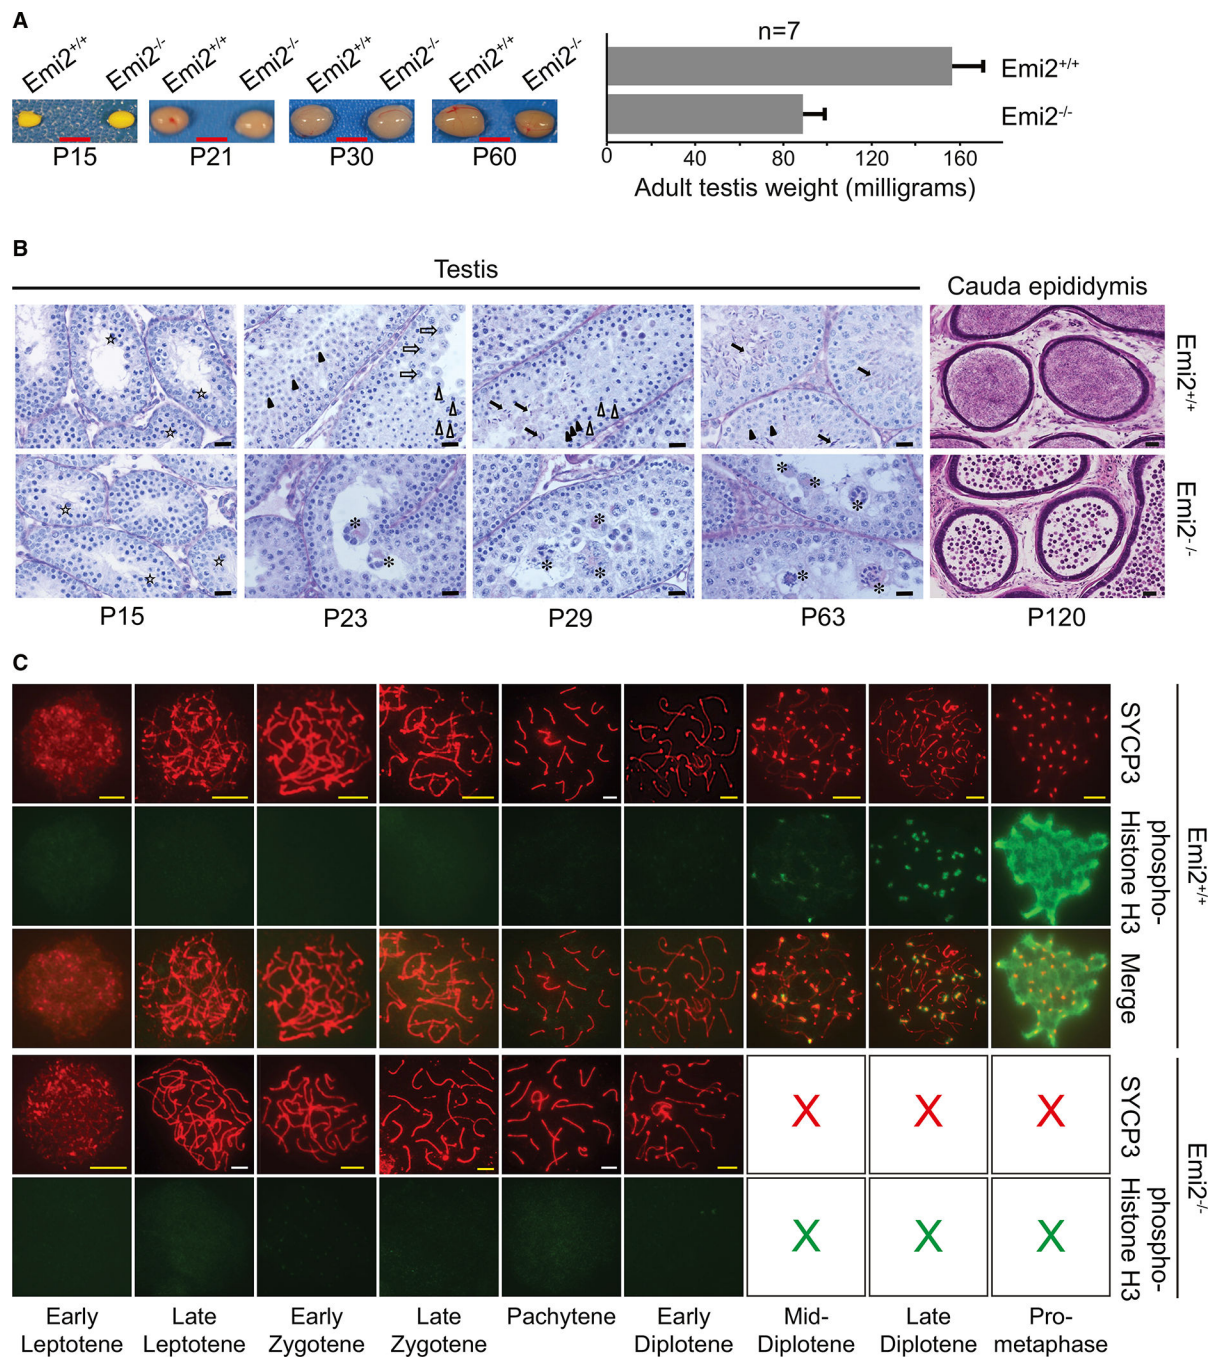 A
Emi2+/+ Emi2-/- Emi2+/+ Emi2-/- Emi2+/+ Emi2-/- Emi2+/+ Emi2-/-
P15 P21 P30 P60
n=7
Emi2+/+
Emi2-/-
0 40 80 120 160
Adult testis weight (milligrams)
B
Testis
Cauda epididymis
Emi2+/+
Emi2-/-
P15 P23 P29 P63 P120
C
SYCP3
phospho-
Histone H3
Merge
Emi2+/+
SYCP3
X X X
phospho-
Histone H3
X X X
Emi2-/-
Early Late Early Late Pachytene Early Mid- Late Pro-
Leptotene Leptotene Zygotene Zygotene Diplotene Diplotene Diplotene metaphase